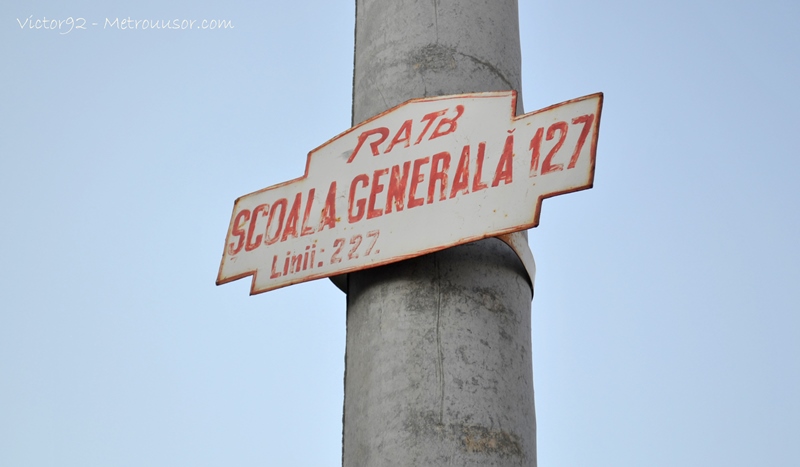 Victor92 - Metrouusor.com
RATB
SCOALA GENERALĂ 127
Linii: 227.